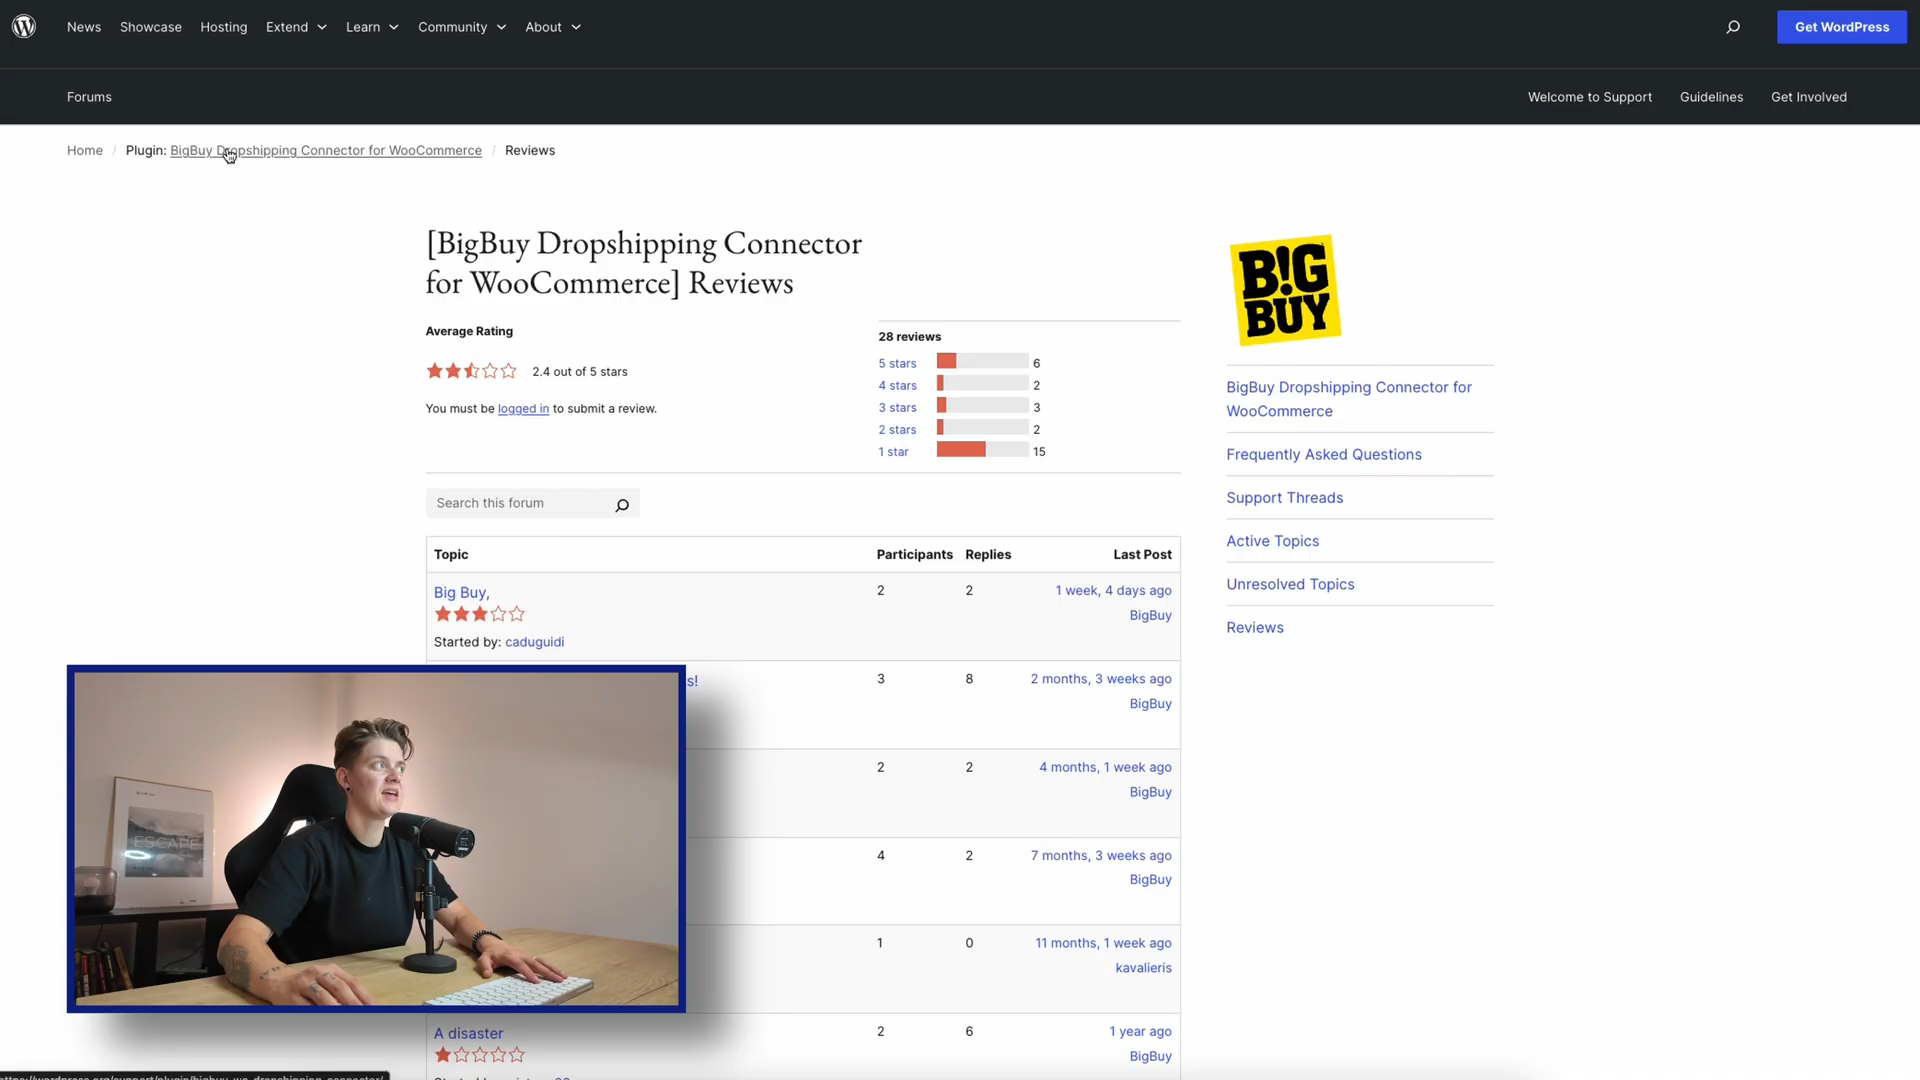 News Showcase Hosting Extend Learn Community About Get WordPress
Forums Welcome to Support Guidelines Get Involved
Home / Plugin: BigBuy Dropshipping Connector for WooCommerce / Reviews
[BigBuy Dropshipping Connector
for WooCommerce] Reviews
Average Rating
2.4 out of 5 stars
You must be logged in to submit a review.
28 reviews
5 stars 6
4 stars 2
3 stars 3
2 stars 2
1 star 15
B!G
BUY
BigBuy Dropshipping Connector for
WooCommerce
Frequently Asked Questions
Support Threads
Active Topics
Unresolved Topics
Reviews
Search this forum
Topic Participants Replies Last Post
Big Buy, 2 2 1 week, 4 days ago
BigBuy
Started by: caduguidi
s! 3 8 2 months, 3 weeks ago
BigBuy
2 2 4 months, 1 week ago
BigBuy
4 2 7 months, 3 weeks ago
BigBuy
1 0 11 months, 1 week ago
kavalieris
ESCAPE
A disaster 2 6 1 year ago
BigBuy